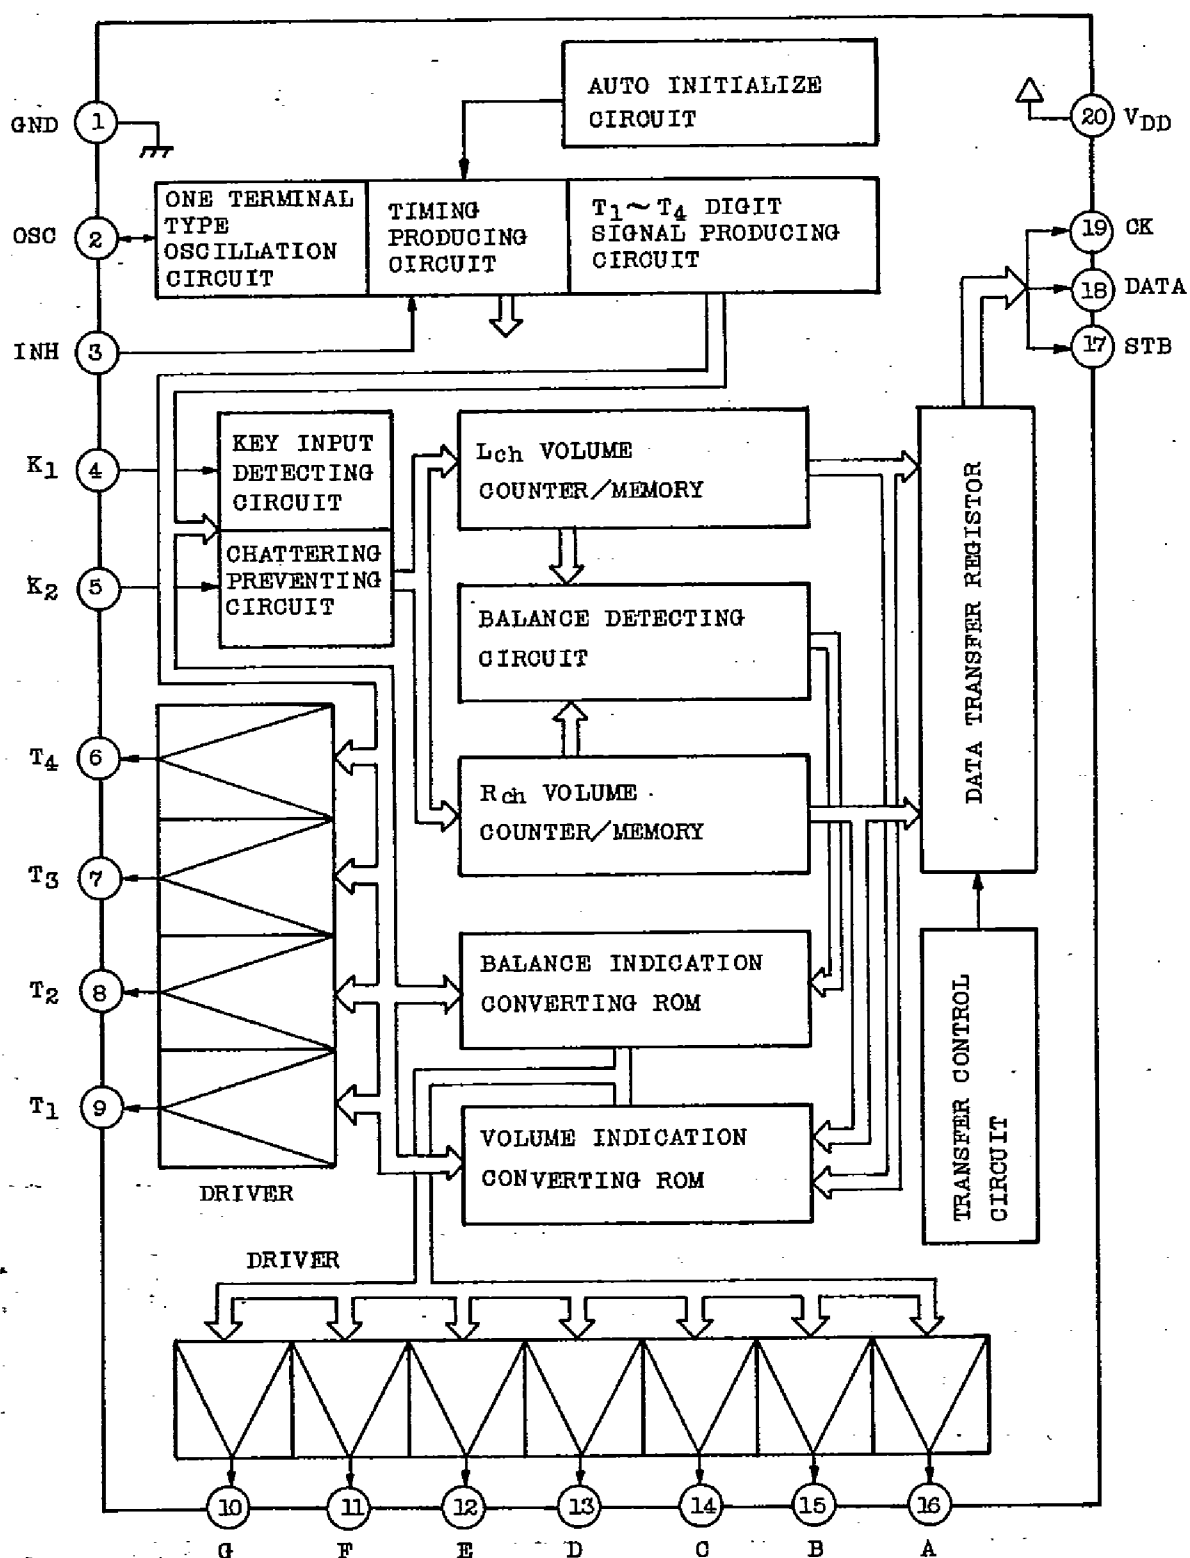 AUTO INITIALIZE
CIRCUIT
GND
1
20
VDD
ONE TERMINAL
TYPE
OSCILLATION
CIRCUIT
TIMING
PRODUCING
CIRCUIT
T1~T4 DIGIT
SIGNAL PRODUCING
CIRCUIT
OSC
2
19
CK
18
DATA
INH
3
17
STB
K1
4
KEY INPUT
DETECTING
CIRCUIT
Lch VOLUME
COUNTER/MEMORY
K2
5
CHATTERING
PREVENTING
CIRCUIT
BALANCE DETECTING
CIRCUIT
DATA TRANSFER REGISTOR
T4
6
Rch VOLUME
COUNTER/MEMORY
T3
7
T2
8
BALANCE INDICATION
CONVERTING ROM
TRANSFER CONTROL
CIRCUIT
T1
9
VOLUME INDICATION
CONVERTING ROM
DRIVER
DRIVER
10
11
12
13
14
15
16
G
F
E
D
C
B
A